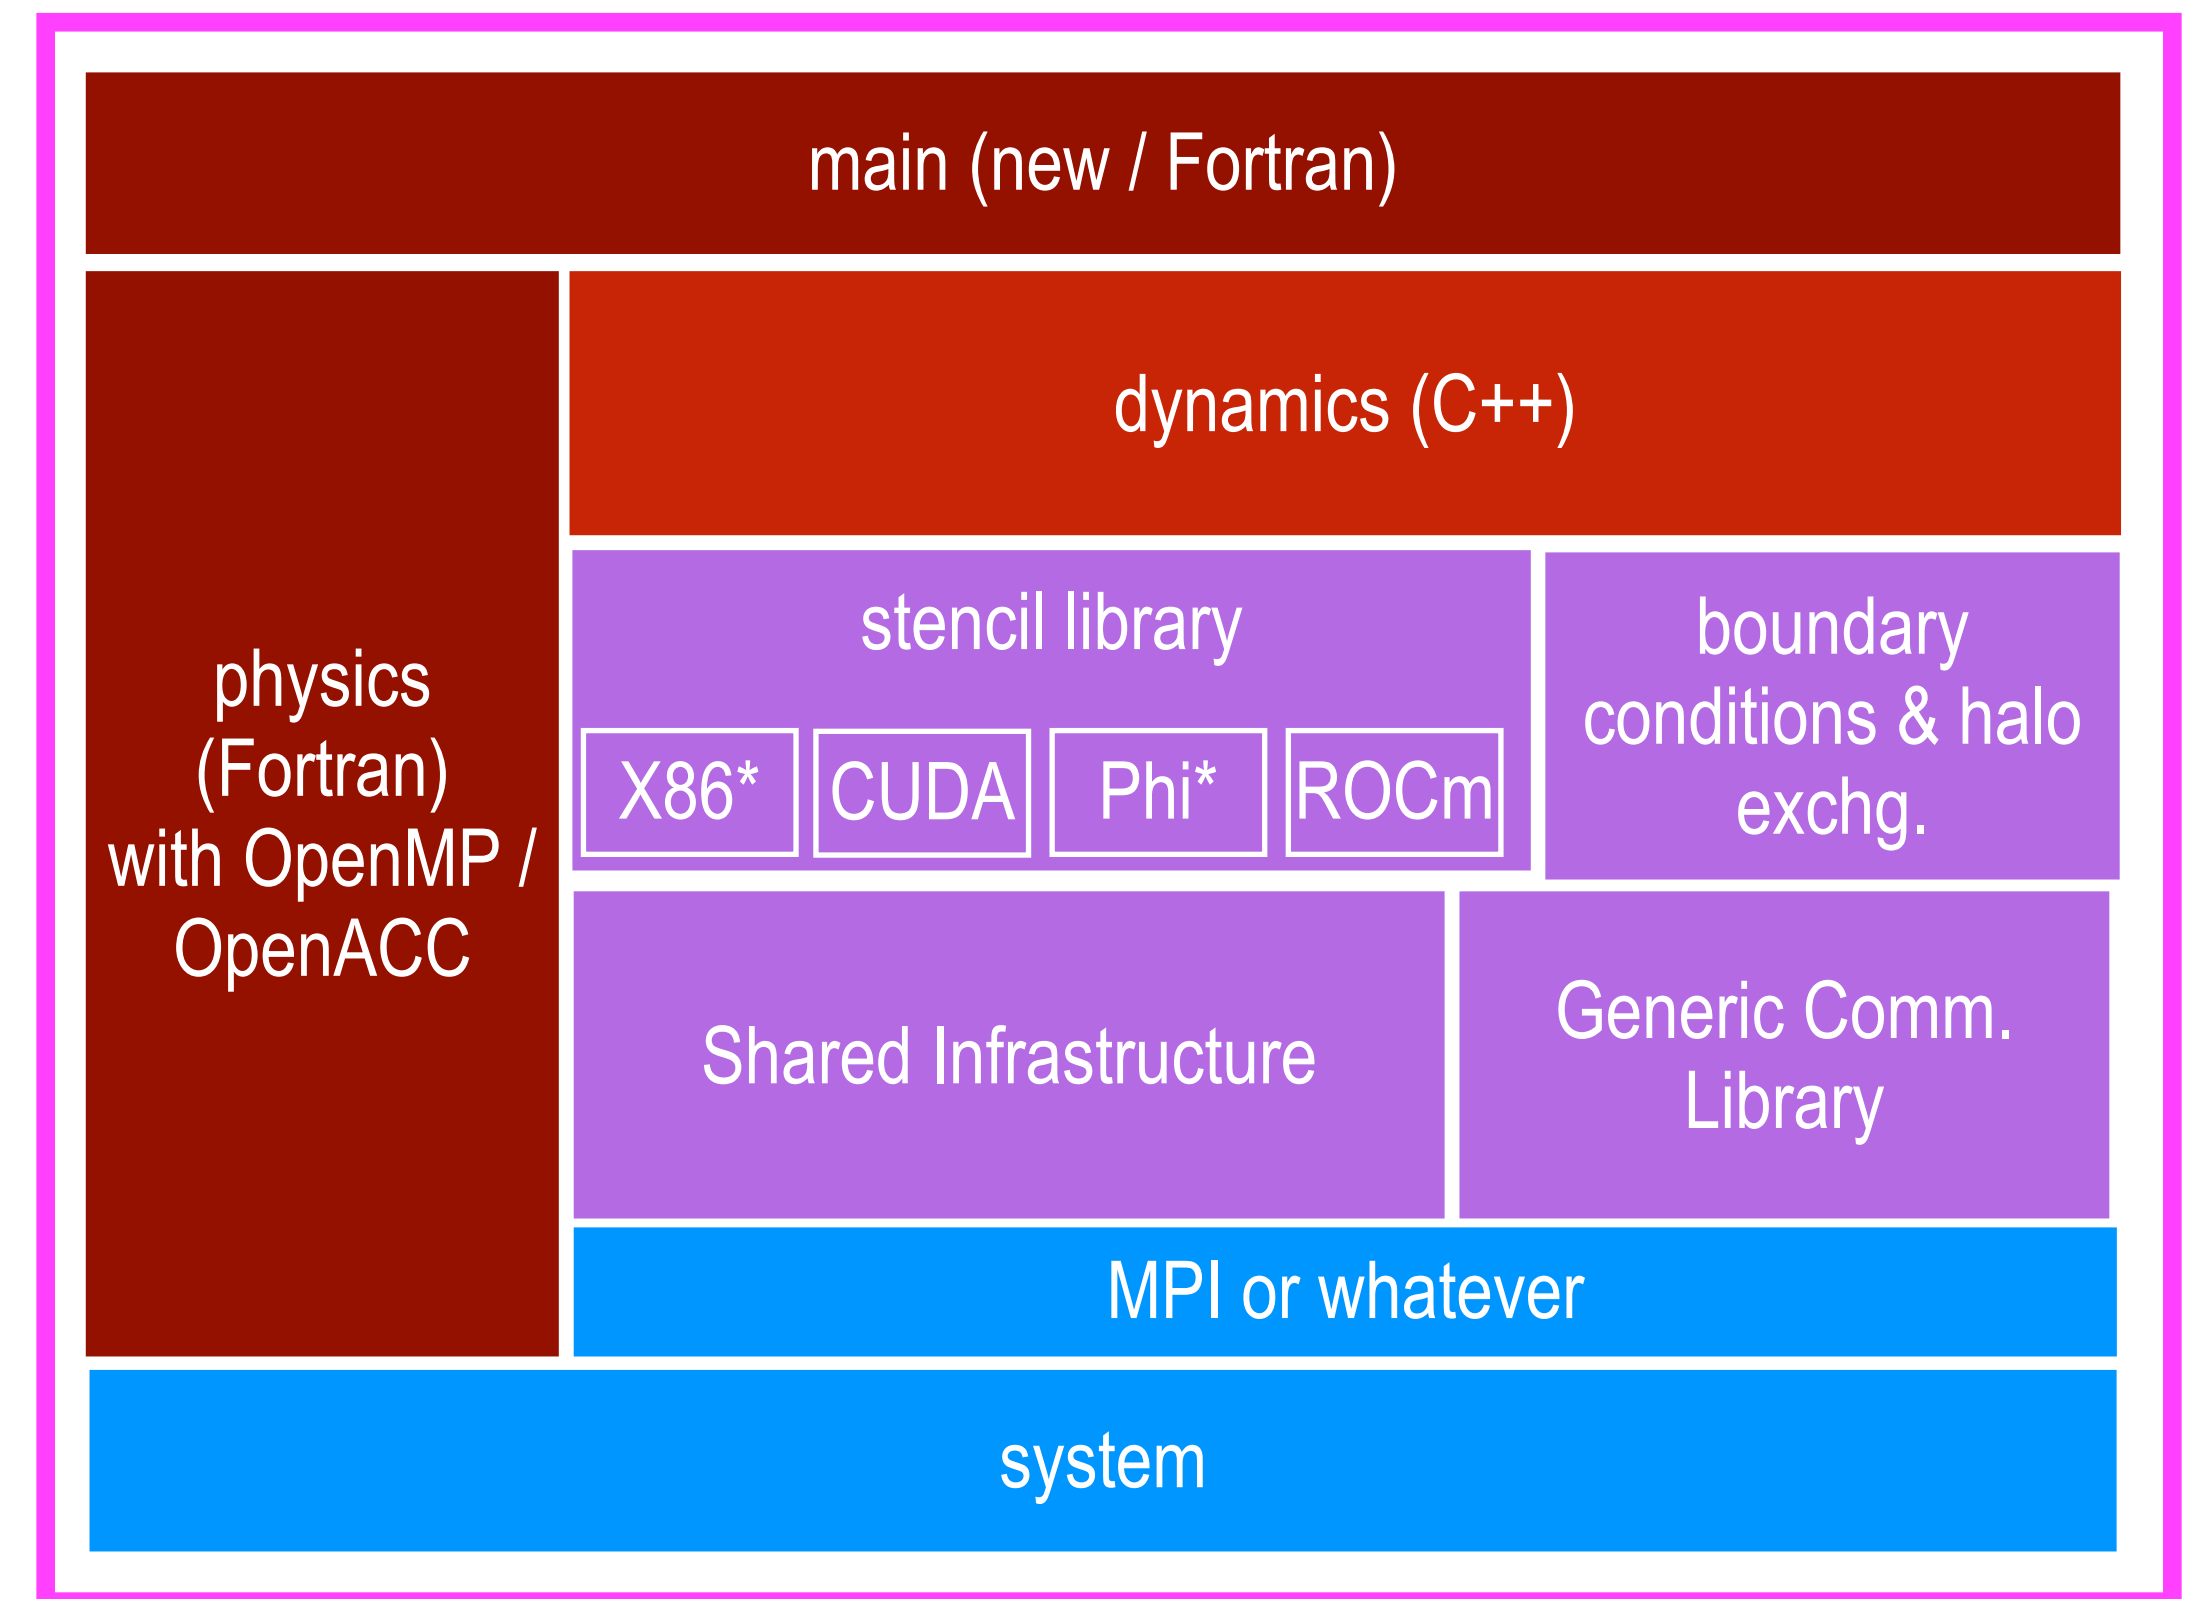 main (new / Fortran)
physics
(Fortran)
with OpenMP /
OpenACC
dynamics (C++)
stencil library
X86*
CUDA
Phi*
ROCm
boundary
conditions & halo
exchg.
Shared Infrastructure
Generic Comm.
Library
MPI or whatever
system